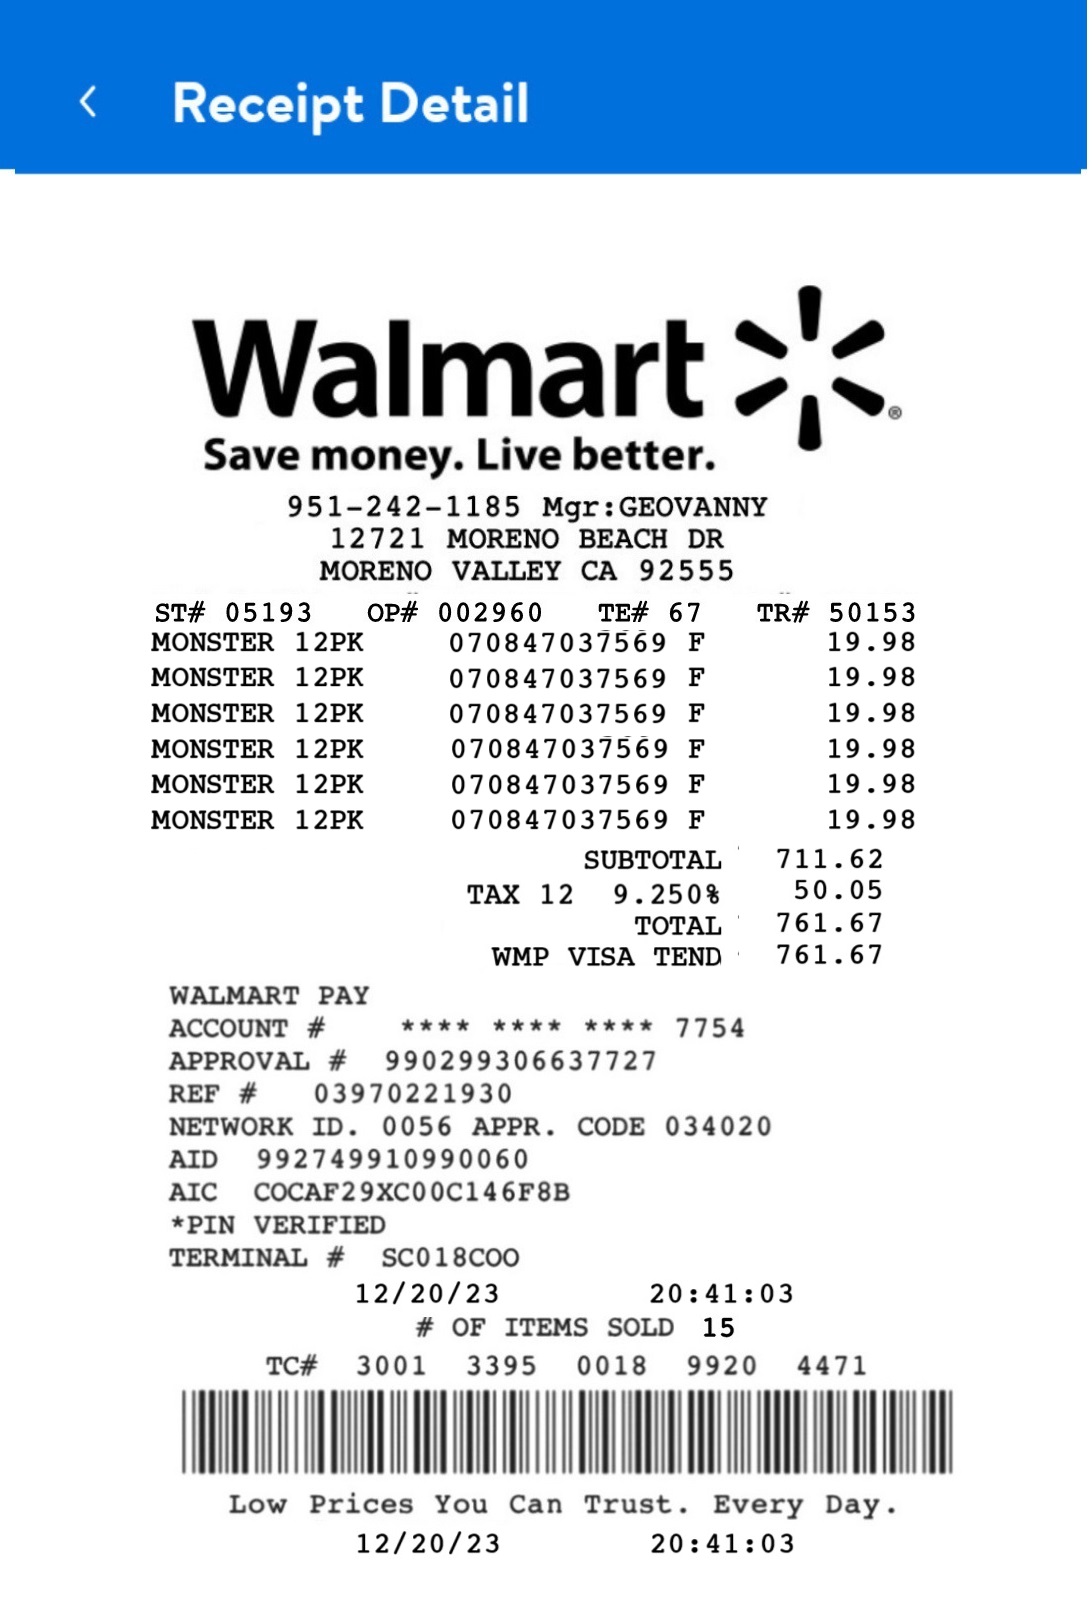 Receipt Detail
Walmart
Save money. Live better.
951-242-1185 Mgr:GEOVANNY
12721 MORENO BEACH DR
MORENO VALLEY CA 92555
ST# 05193 OP# 002960 TE# 67 TR# 50153
MONSTER 12PK 070847037569 F 19.98
MONSTER 12PK 070847037569 F 19.98
MONSTER 12PK 070847037569 F 19.98
MONSTER 12PK 070847037569 F 19.98
MONSTER 12PK 070847037569 F 19.98
MONSTER 12PK 070847037569 F 19.98
SUBTOTAL 711.62
TAX 12 9.250% 50.05
TOTAL 761.67
WMP VISA TEND 761.67
WALMART PAY
ACCOUNT # **** **** **** 7754
APPROVAL # 990299306637727
REF # 03970221930
NETWORK ID. 0056 APPR. CODE 034020
AID 992749910990060
AIC COCAF29XC00C146F8B
*PIN VERIFIED
TERMINAL # SC018COO
12/20/23 20:41:03
# OF ITEMS SOLD 15
TC# 3001 3395 0018 9920 4471
Low Prices You Can Trust. Every Day.
12/20/23 20:41:03